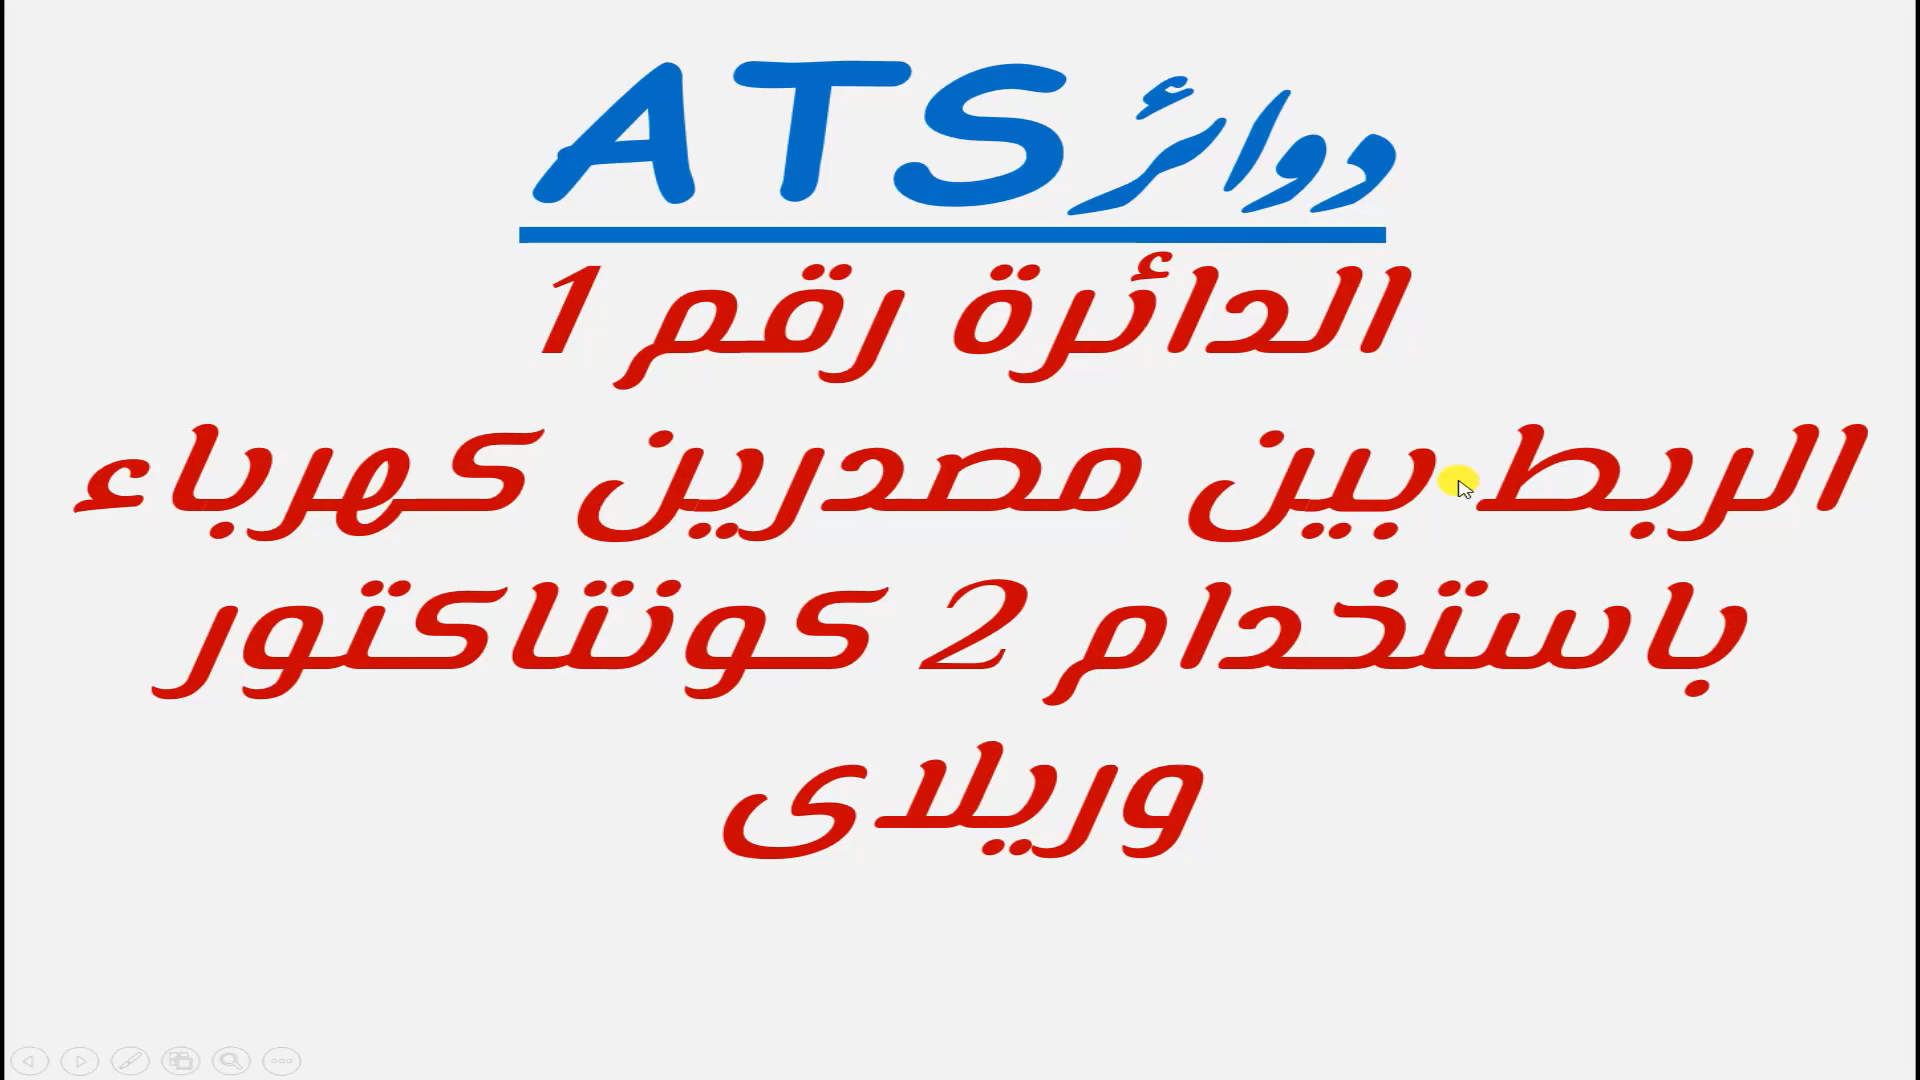 دوائر ATS
الدائرة رقم 1
الربط بين مصدرين كهرباء
باستخدام 2 كونتاكتور
وريلاى